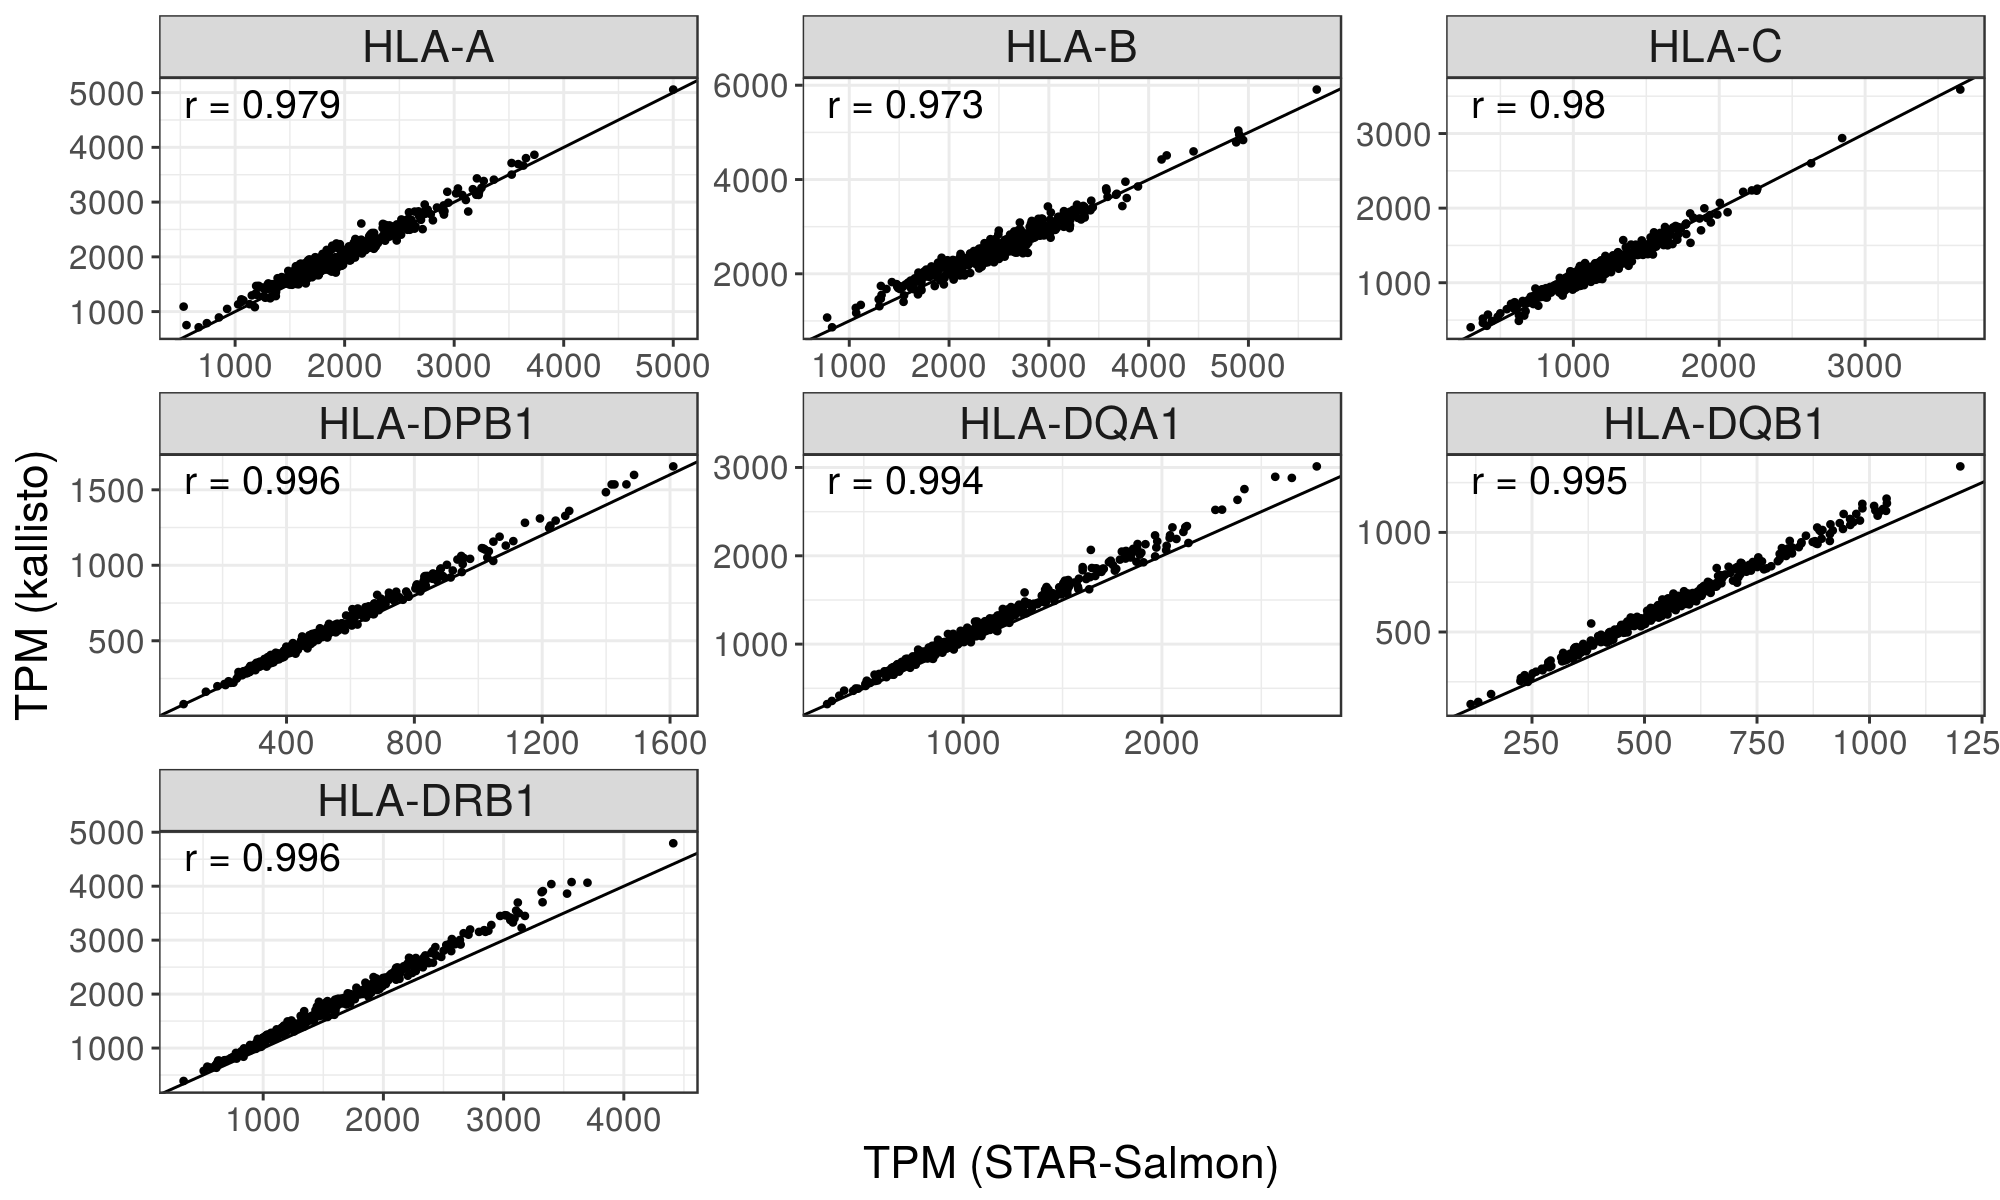 HLA-A
HLA-B
HLA-C
r = 0.979
r = 0.973
r = 0.98
5000
4000
3000
2000
1000
6000
4000
2000
3000
2000
1000
1000 2000 3000 4000 5000
1000 2000 3000 4000 5000
1000 2000 3000
HLA-DPB1
HLA-DQA1
HLA-DQB1
r = 0.996
r = 0.994
r = 0.995
1500
1000
500
3000
2000
1000
1000
500
400 800 1200 1600
1000 2000
250 500 750 1000 125
HLA-DRB1
r = 0.996
5000
4000
3000
2000
1000
1000 2000 3000 4000
TPM (kallisto)
TPM (STAR-Salmon)